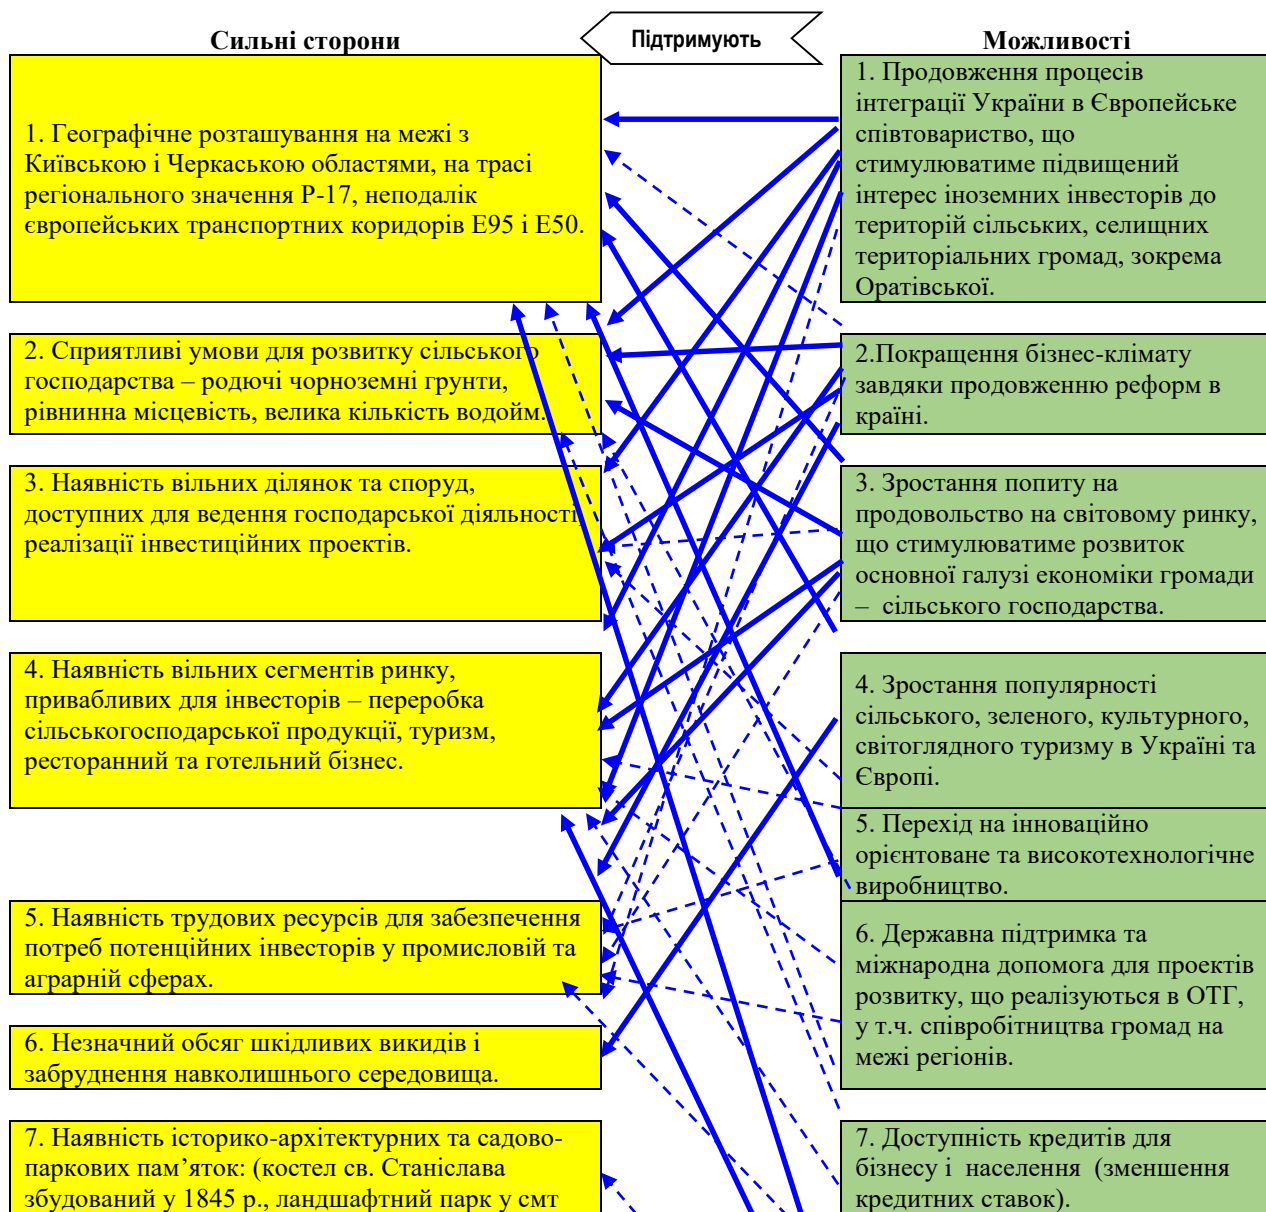 Сильні сторони
Підтримують
Можливості
1. Географічне розташування на межі з
Київською і Черкаською областями, на трасі
регіонального значення Р-17, неподалік
європейських транспортних коридорів Е95 і Е50.
2. Сприятливі умови для розвитку сільського
господарства – родючі чорноземні грунти,
рівнинна місцевість, велика кількість водойм.
3. Наявність вільних ділянок та споруд,
доступних для ведення господарської діяльності,
реалізації інвестиційних проектів.
4. Наявність вільних сегментів ринку,
привабливих для інвесторів – переробка
сільськогосподарської продукції, туризм,
ресторанний та готельний бізнес.
5. Наявність трудових ресурсів для забезпечення
потреб потенційних інвесторів у промисловій та
аграрній сферах.
6. Незначний обсяг шкідливих викидів і
забруднення навколишнього середовища.
7. Наявність історико-архітектурних та садово-
паркових пам’яток: (костел св. Станіслава
збудований у 1845 р., ландшафтний парк у смт
1. Продовження процесів
інтеграції України в Європейське
співтовариство, що
стимулюватиме підвищений
інтерес іноземних інвесторів до
територій сільських, селищних
територіальних громад, зокрема
Оратівської.
2.Покращення бізнес-клімату
завдяки продовженню реформ в
країні.
3. Зростання попиту на
продовольство на світовому ринку,
що стимулюватиме розвиток
основної галузі економіки громади
– сільського господарства.
4. Зростання популярності
сільського, зеленого, культурного,
світоглядного туризму в Україні та
Європі.
5. Перехід на інноваційно
орієнтоване та високотехнологічне
виробництво.
6. Державна підтримка та
міжнародна допомога для проектів
розвитку, що реалізуються в ОТГ,
у т.ч. співробітництва громад на
межі регіонів.
7. Доступність кредитів для
бізнесу і населення (зменшення
кредитних ставок).